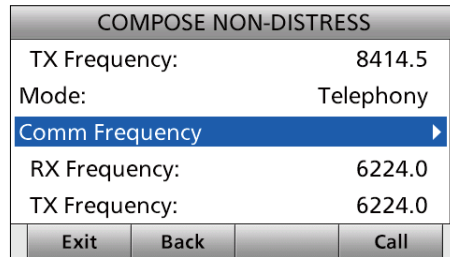 COMPOSE NON-DISTRESS
TX Frequency: 8414.5
Mode: Telephony
Comm Frequency
RX Frequency: 6224.0
TX Frequency: 6224.0
Exit Back Call